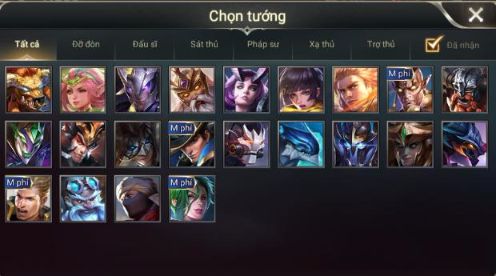 Chọn tướng
Tất cả Đỡ đòn Đấu sĩ Sát thủ Pháp sư Xạ thủ Trợ thủ Đã nhận
M phí
M phí
M phí
M phí